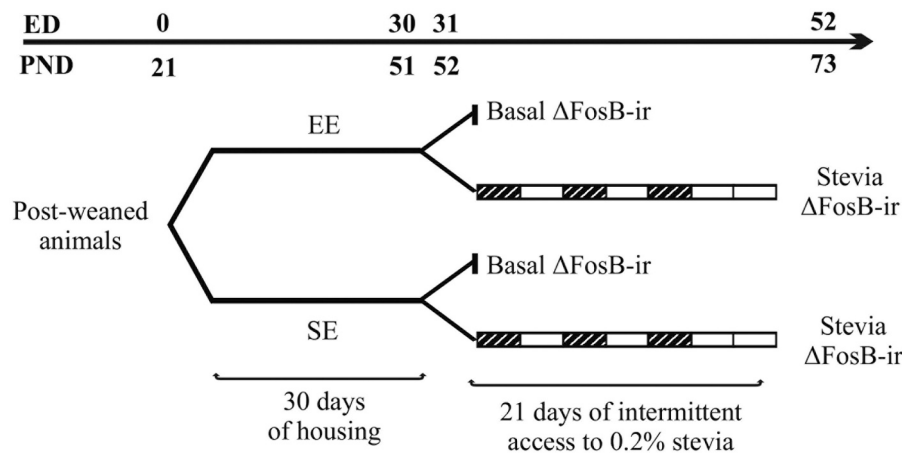 ED 0 30 31 52
PND 21 51 52 73
EE
Basal ΔFosB-ir
Stevia
ΔFosB-ir
Post-weaned
animals
Basal ΔFosB-ir
SE
Stevia
ΔFosB-ir
30 days
of housing
21 days of intermittent
access to 0.2% stevia